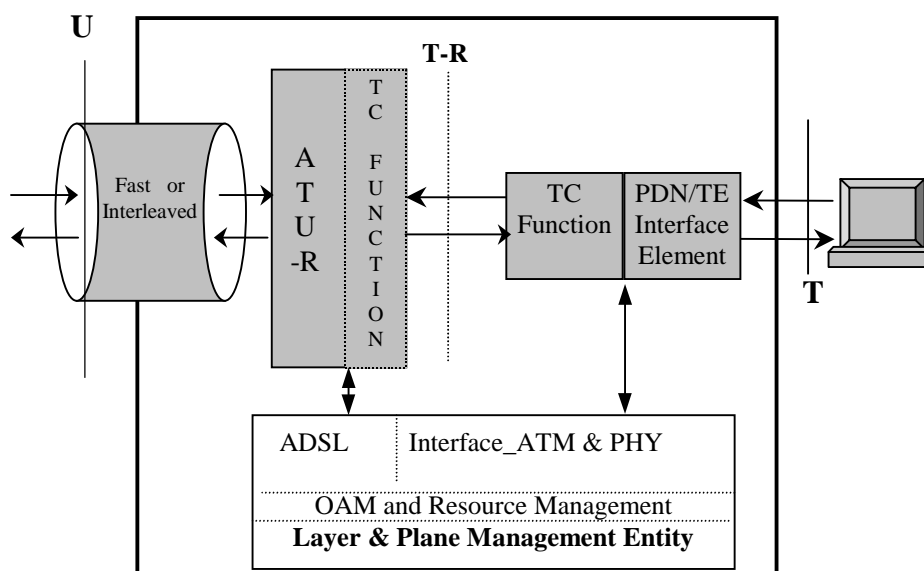 U
T-R
Fast or
Interleaved
A
T
U
-R
T
C
F
U
N
C
T
I
O
N
TC
Function
PDN/TE
Interface
Element
T
ADSL
Interface_ATM & PHY
OAM and Resource Management
Layer & Plane Management Entity